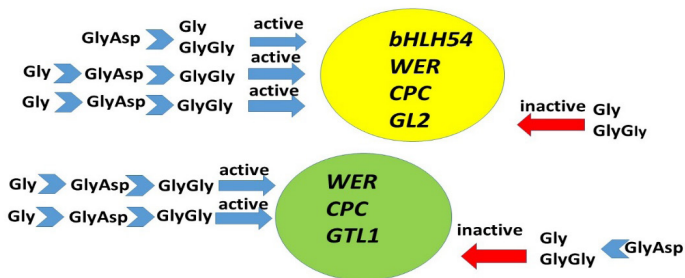 GlyAsp Gly GlyGly active
Gly GlyAsp GlyGly active
Gly GlyAsp GlyGly active
bHLH54
WER
CPC
GL2
inactive Gly
GlyGly
Gly GlyAsp GlyGly active
Gly GlyAsp GlyGly active
WER
CPC
GTL1
inactive Gly GlyAsp
GlyGly